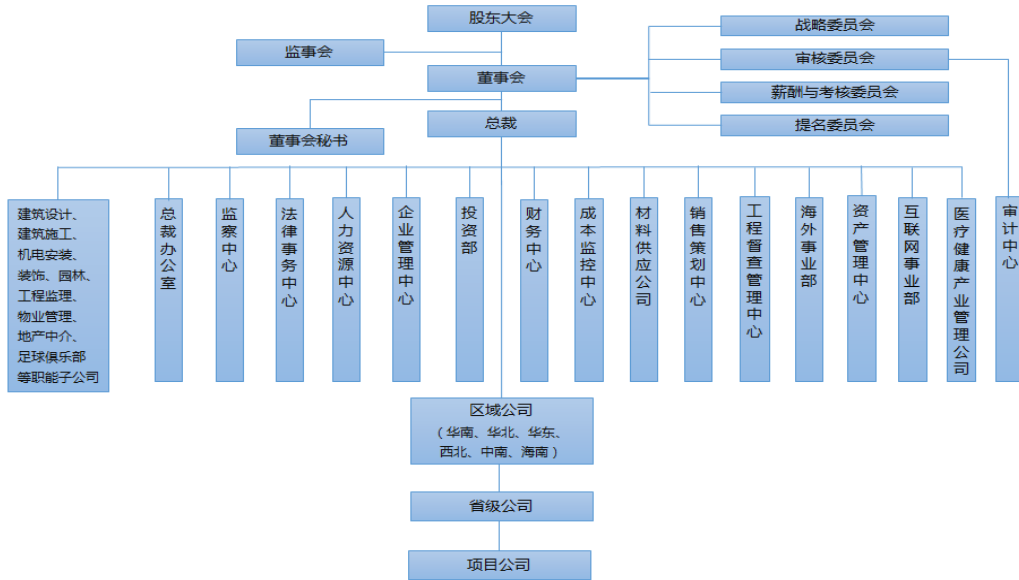 股东大会
监事会
董事会
战略委员会
审核委员会
薪酬与考核委员会
提名委员会
总裁
董事会秘书
建筑设计、
建筑施工、
机电安装、
装饰、园林、
工程监理、
物业管理、
地产中介、
足球俱乐部
等职能子公司
总裁办公室
监察中心
法律事务中心
人力资源中心
企业管理中心
投资部
财务中心
成本监控中心
材料供应公司
销售策划中心
工程督查管理中心
海外事业部
资产管理中心
互联网事业部
医疗健康产业管理公司
审计中心
区域公司
（华南、华北、华东、
西北、中南、海南）
省级公司
项目公司